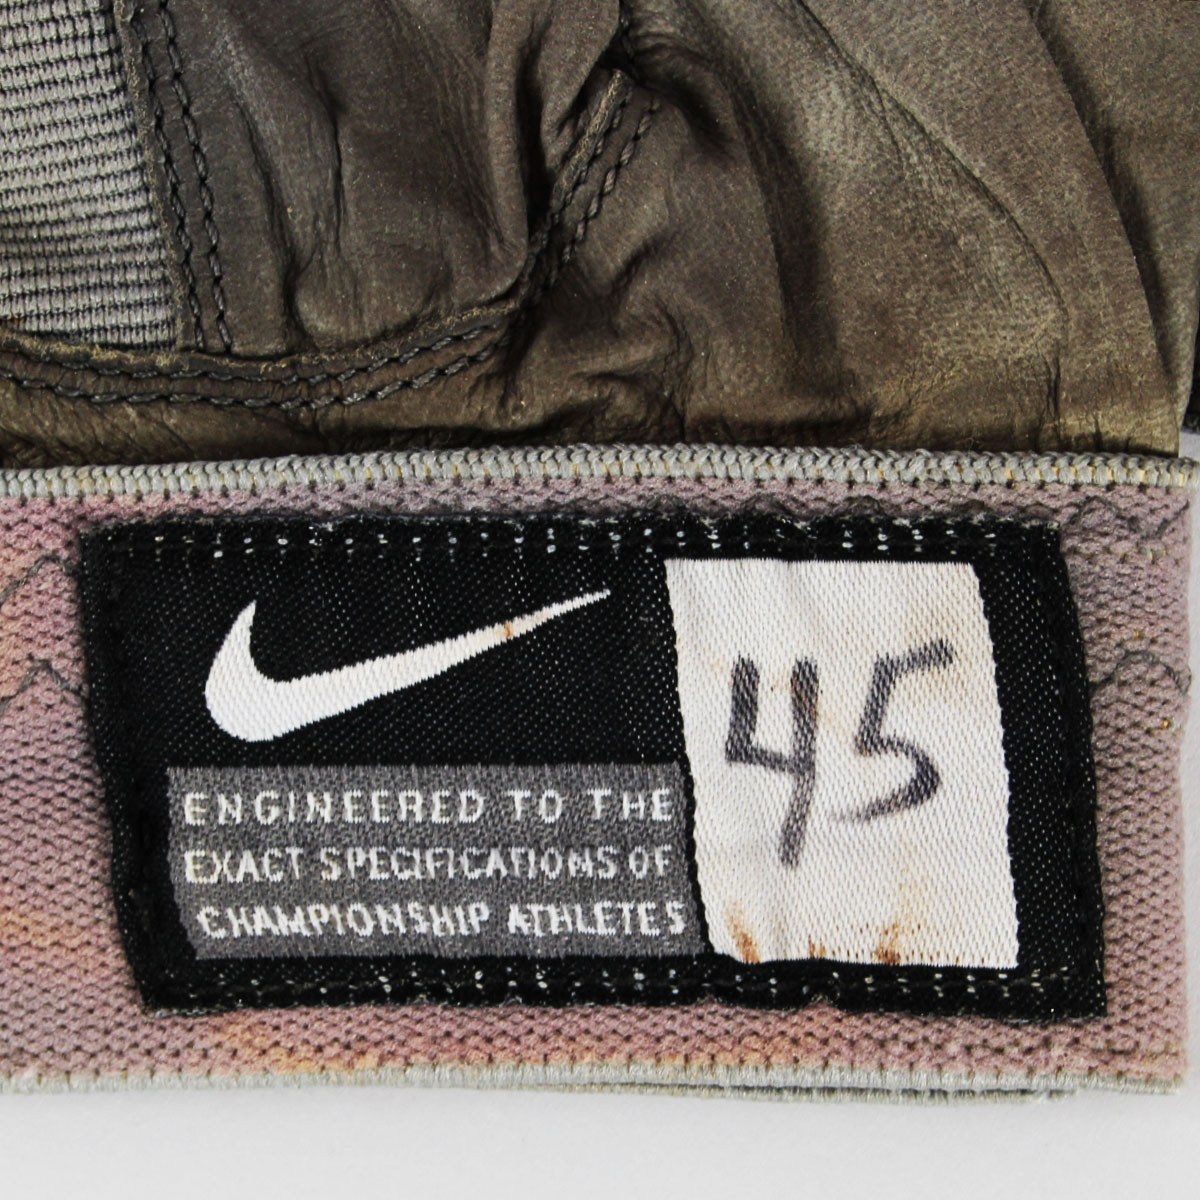 ENGINEERED TO THE
EXACT SPECIFICATIONS OF
CHAMPIONSHIP ATHLETES
45